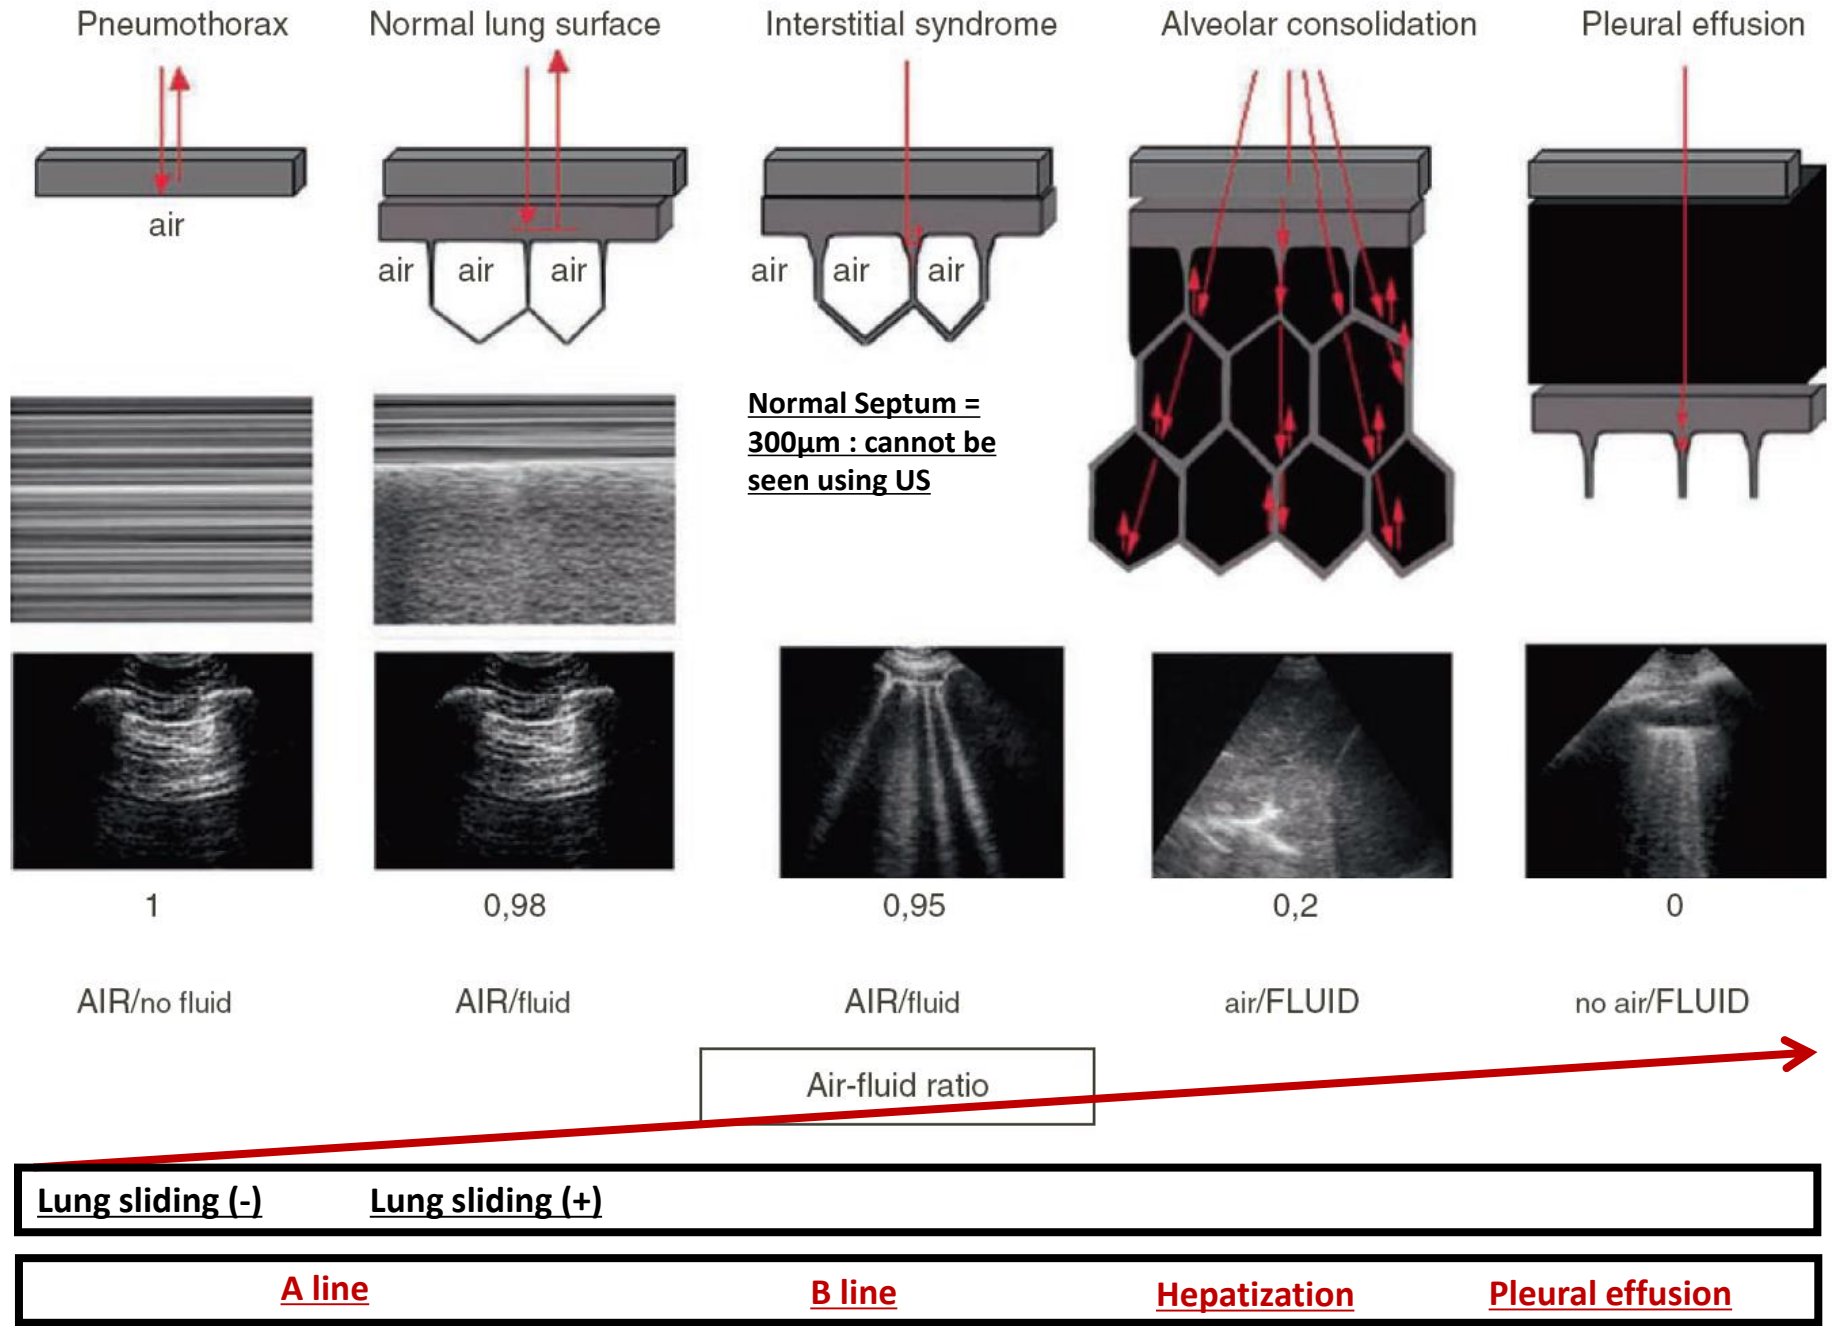 Pneumothorax
Normal lung surface
Interstitial syndrome
Alveolar consolidation
Pleural effusion
air
air
air
air
air
air
air
Normal Septum =
300µm : cannot be
seen using US
1
0,98
0,95
0,2
0
AIR/no fluid
AIR/fluid
AIR/fluid
air/FLUID
no air/FLUID
Air-fluid ratio
Lung sliding (-)
Lung sliding (+)
A line
B line
Hepatization
Pleural effusion